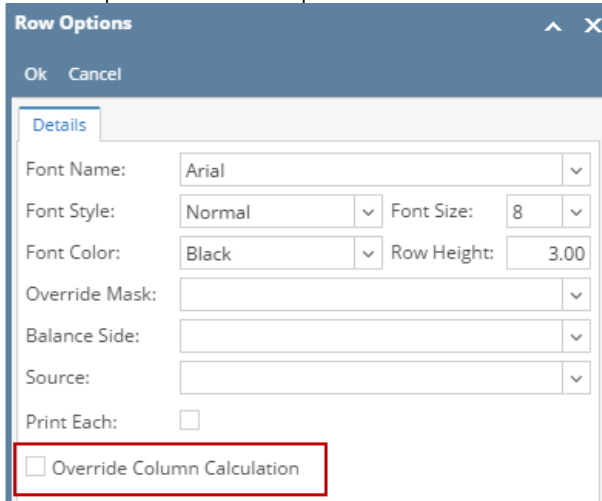 Row Options
Ok Cancel
Details
Font Name: Arial
Font Style: Normal Font Size: 8
Font Color: Black Row Height: 3.00
Override Mask:
Balance Side:
Source:
Print Each:
Override Column Calculation